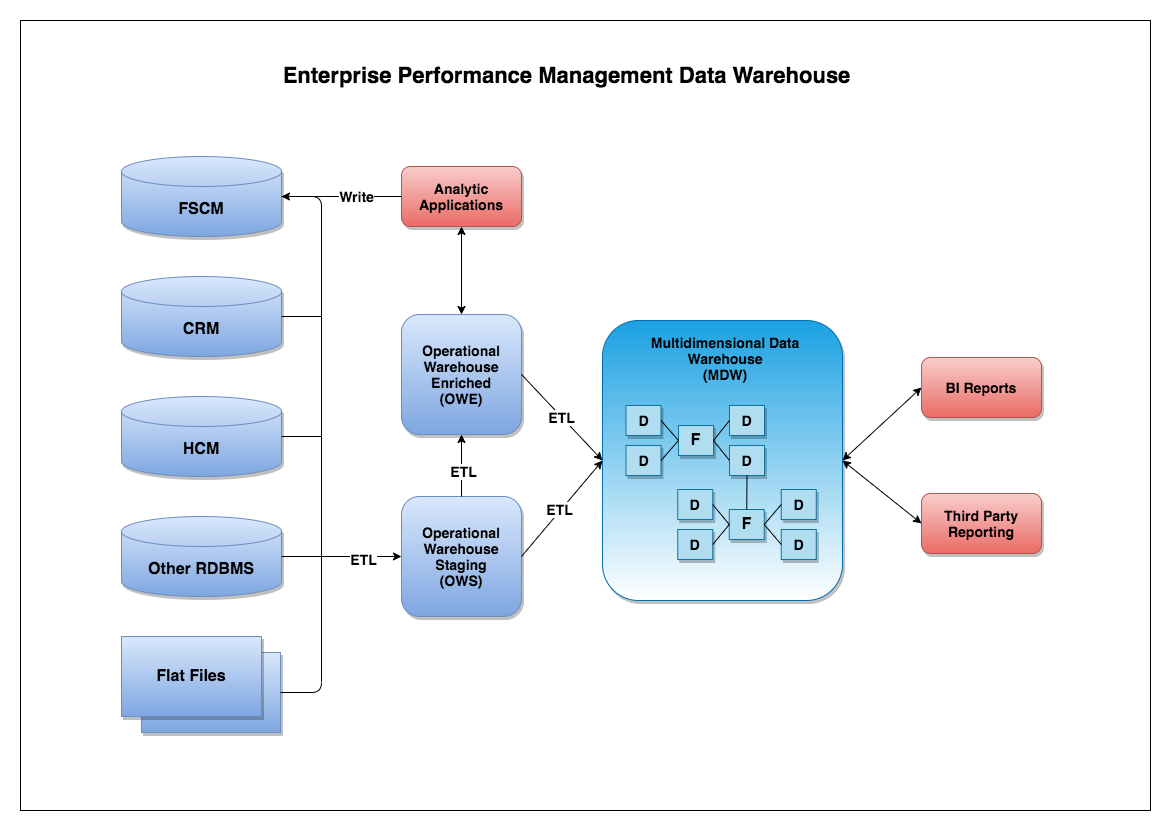 Enterprise Performance Management Data Warehouse
FSCM
Write
Analytic
Applications
CRM
HCM
Other RDBMS
Flat Files
ETL
Operational
Warehouse
Enriched
(OWE)
ETL
Operational
Warehouse
Staging
(OWS)
ETL
ETL
Multidimensional Data
Warehouse
(MDW)
D
D
F
D
D
D
D
F
D
D
BI Reports
Third Party
Reporting